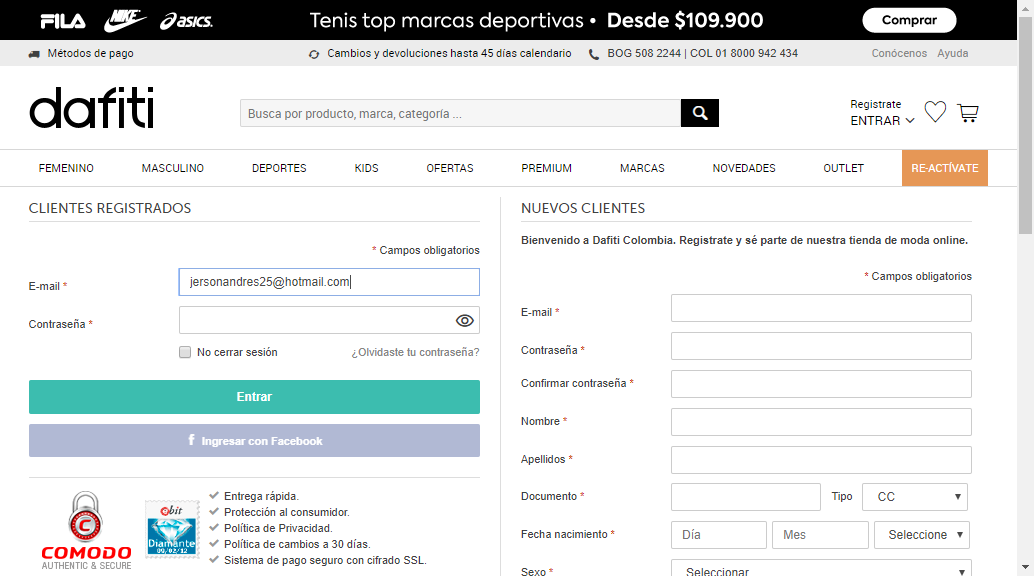 FILA NIKE asics. Tenis top marcas deportivas • Desde $109.900 Comprar
Métodos de pago Cambios y devoluciones hasta 45 días calendario BOG 508 2244 | COL 01 8000 942 434 Conócenos Ayuda
dafiti
Busca por producto, marca, categoría ...
Registrate
ENTRAR
FEMENINO MASCULINO DEPORTES KIDS OFERTAS PREMIUM MARCAS NOVEDADES OUTLET RE-ACTÍVATE
CLIENTES REGISTRADOS
* Campos obligatorios
E-mail * jersonandres25@hotmail.com
Contraseña *
No cerrar sesión ¿Olvidaste tu contraseña?
Entrar
f Ingresar con Facebook
COMODO
AUTHENTIC & SECURE
ebit
Diamante
09/02/12
Entrega rápida.
Protección al consumidor.
Política de Privacidad.
Política de cambios a 30 días.
Sistema de pago seguro con cifrado SSL.
NUEVOS CLIENTES
Bienvenido a Dafiti Colombia. Registrate y sé parte de nuestra tienda de moda online.
* Campos obligatorios
E-mail *
Contraseña *
Confirmar contraseña *
Nombre *
Apellidos *
Documento * Tipo CC
Fecha nacimiento * Día Mes Seleccione
Sexo * Seleccionar